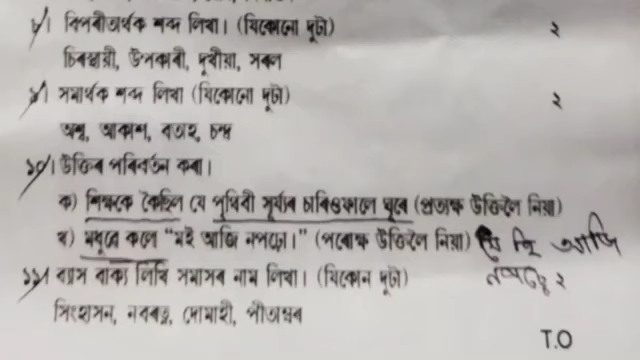 ৮। বিপৰীতাৰ্থক শব্দ লিখা। (যিকোনো দুটা) ২
চিৰস্থায়ী, উপকাৰী, দুখীয়া, সৰল
৯। সমাৰ্থক শব্দ লিখা (যিকোনো দুটা) ২
অশ্ব, আকাশ, বতাহ, চন্দ্ৰ
১০। উক্তিৰ পৰিবৰ্তন কৰা।
ক) শিক্ষকে কৈছিল যে পৃথিৱী সূৰ্য্যৰ চাৰিওফালে ঘূৰে (প্ৰত্যক্ষ উক্তিলৈ নিয়া)
খ) মধুৱে কলে “মই আজি নপঢ়ো।” (পৰোক্ষ উক্তিলৈ নিয়া) যে সি আজি
১১। ব্যাস বাক্য লিখি সমাসৰ নাম লিখা। (যিকোন দুটা) ২
সিংহাসন, নৱৰত্ন, দোমাহী, পীতাম্বৰ
T.O